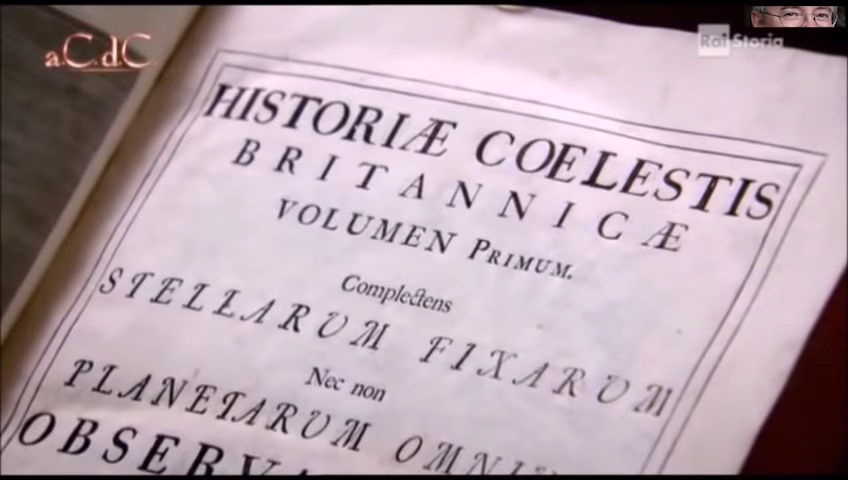 a.C.d.C.
Rai Storia
HISTORIÆ COELESTIS
BRITANNICÆ
VOLUMEN PRIMUM.
Complectens
STELLARUM FIXARUM
Nec non
PLANETARUM